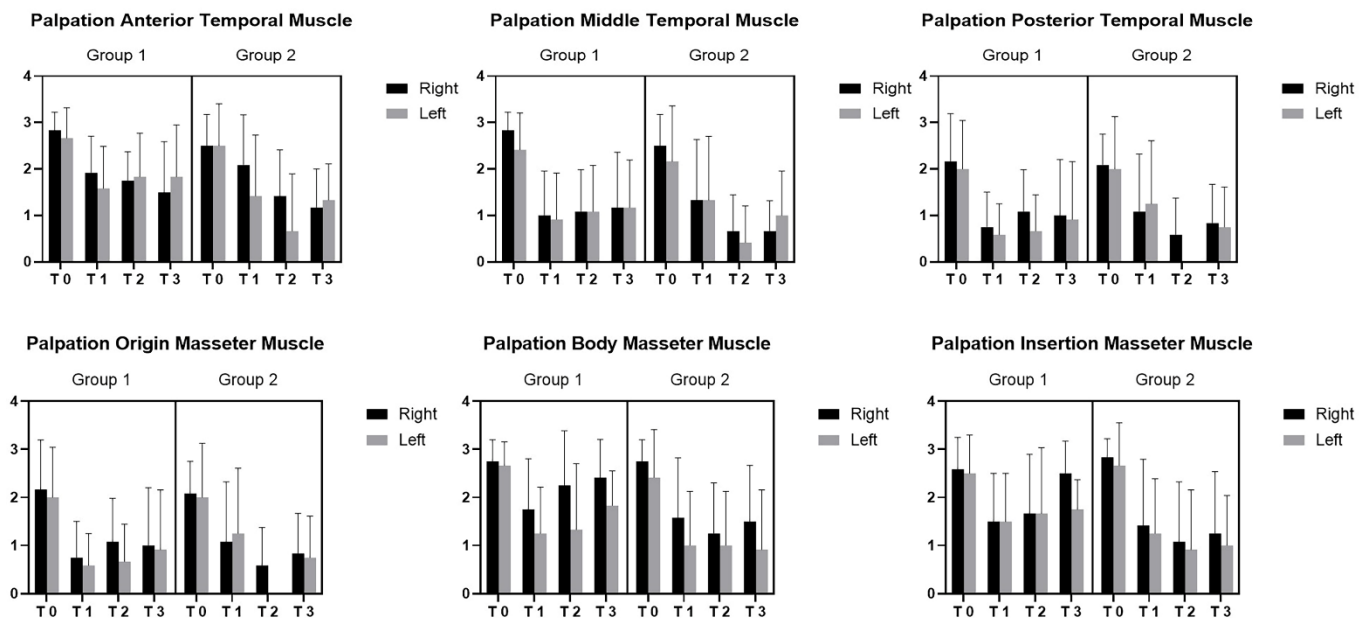 Palpation Anterior Temporal Muscle
Group 1 Group 2
4
3
2
1
0
T 0 T 1 T 2 T 3 T 0 T 1 T 2 T 3
Right
Left
Palpation Middle Temporal Muscle
Group 1 Group 2
4
3
2
1
0
T 0 T 1 T 2 T 3 T 0 T 1 T 2 T 3
Right
Left
Palpation Posterior Temporal Muscle
Group 1 Group 2
4
3
2
1
0
T 0 T 1 T 2 T 3 T 0 T 1 T 2 T 3
Right
Left
Palpation Origin Masseter Muscle
Group 1 Group 2
4
3
2
1
0
T 0 T 1 T 2 T 3 T 0 T 1 T 2 T 3
Right
Left
Palpation Body Masseter Muscle
Group 1 Group 2
4
3
2
1
0
T 0 T 1 T 2 T 3 T 0 T 1 T 2 T 3
Right
Left
Palpation Insertion Masseter Muscle
Group 1 Group 2
4
3
2
1
0
T 0 T 1 T 2 T 3 T 0 T 1 T 2 T 3
Right
Left